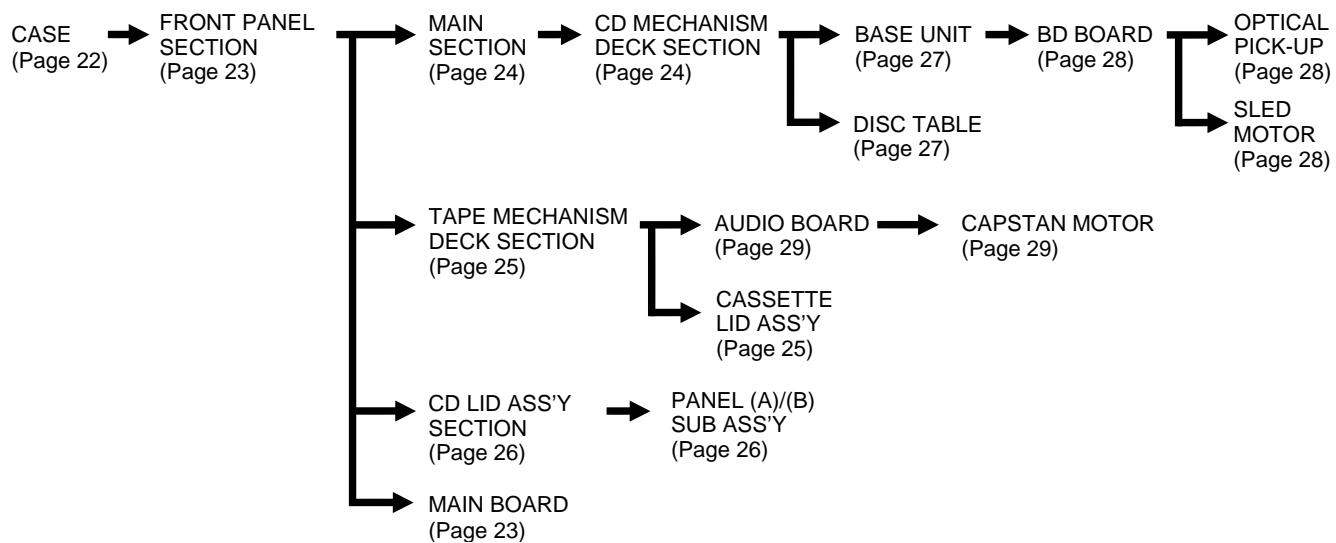 CASE
(Page 22)
FRONT PANEL
SECTION
(Page 23)
MAIN
SECTION
(Page 24)
CD MECHANISM
DECK SECTION
(Page 24)
BASE UNIT
(Page 27)
BD BOARD
(Page 28)
OPTICAL
PICK-UP
(Page 28)
DISC TABLE
(Page 27)
SLED
MOTOR
(Page 28)
TAPE MECHANISM
DECK SECTION
(Page 25)
AUDIO BOARD
(Page 29)
CAPSTAN MOTOR
(Page 29)
CASSETTE
LID ASS'Y
(Page 25)
CD LID ASS'Y
SECTION
(Page 26)
PANEL (A)/(B)
SUB ASS'Y
(Page 26)
MAIN BOARD
(Page 23)